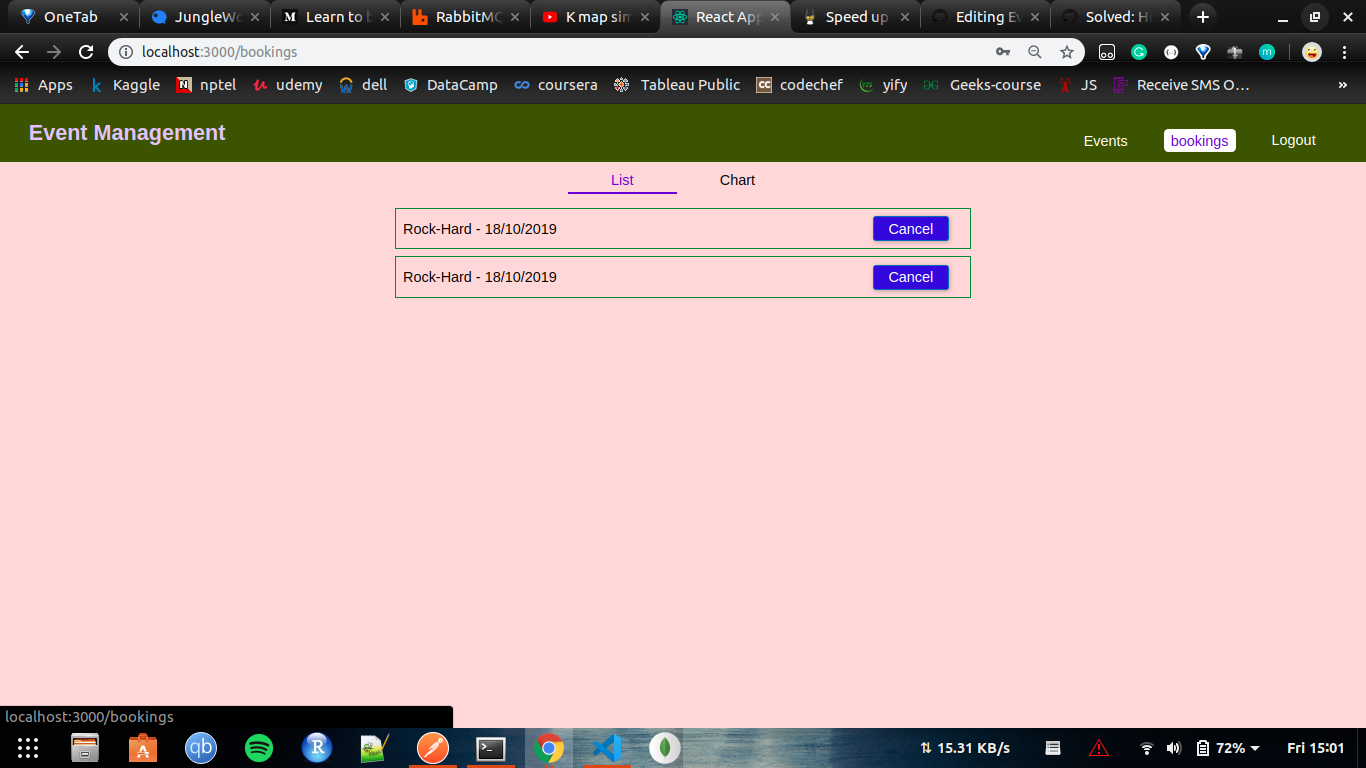 OneTab
JungleWo
Learn to b
RabbitMQ
K map sim
React App
Speed up
Editing Ev
Solved: Ho
localhost:3000/bookings
Apps
Kaggle
nptel
udemy
dell
DataCamp
coursera
Tableau Public
codechef
yify
Geeks-course
JS
Receive SMS O...
»
Event Management
Events
bookings
Logout
List
Chart
Rock-Hard - 18/10/2019
Cancel
Rock-Hard - 18/10/2019
Cancel
localhost:3000/bookings
qb
R
15.31 KB/s
72%
Fri 15:01